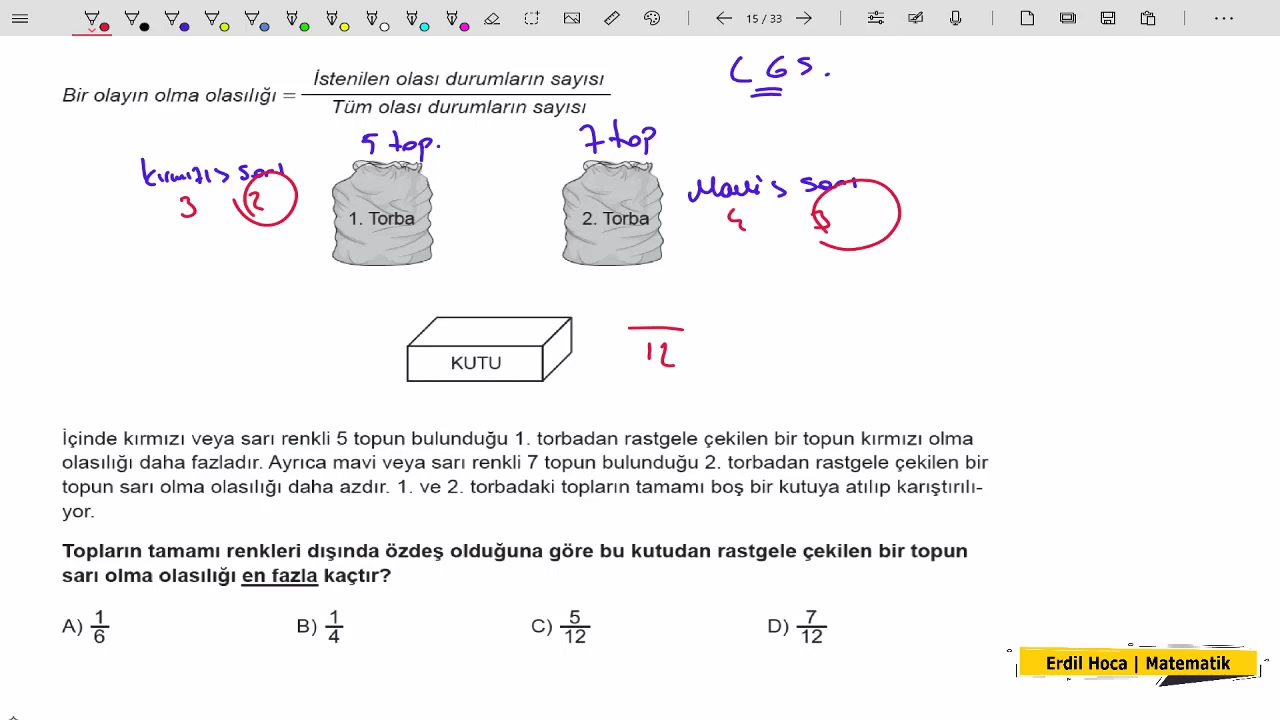 15 / 33
LGS.
Bir olayın olma olasılığı = İstenilen olası durumların sayısı
Tüm olası durumların sayısı
5 top.
7 top
kırmızı > sarı
3 2
1. Torba
2. Torba
Mavi > sarı
4 3
KUTU
12
İçinde kırmızı veya sarı renkli 5 topun bulunduğu 1. torbadan rastgele çekilen bir topun kırmızı olma
olasılığı daha fazladır. Ayrıca mavi veya sarı renkli 7 topun bulunduğu 2. torbadan rastgele çekilen bir
topun sarı olma olasılığı daha azdır. 1. ve 2. torbadaki topların tamamı boş bir kutuya atılıp karıştırılı-
yor.
Topların tamamı renkleri dışında özdeş olduğuna göre bu kutudan rastgele çekilen bir topun
sarı olma olasılığı en fazla kaçtır?
A) 1/6 B) 1/4 C) 5/12 D) 7/12
Erdil Hoca | Matematik